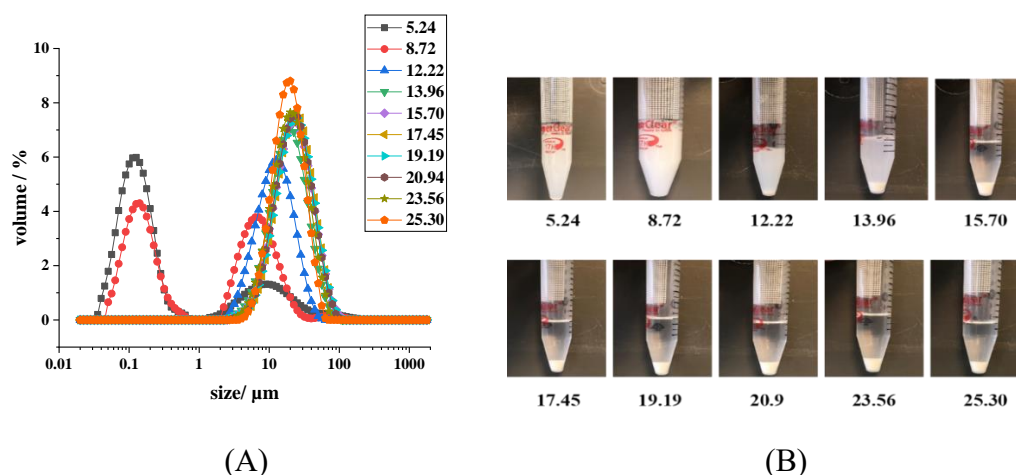 5.24
8.72
12.22
13.96
15.70
17.45
19.19
20.94
23.56
25.30
10
8
6
4
2
0
volume / %
0.01 0.1 1 10 100 1000
size/ µm
5.24 8.72 12.22 13.96 15.70
17.45 19.19 20.9 23.56 25.30
(A) (B)